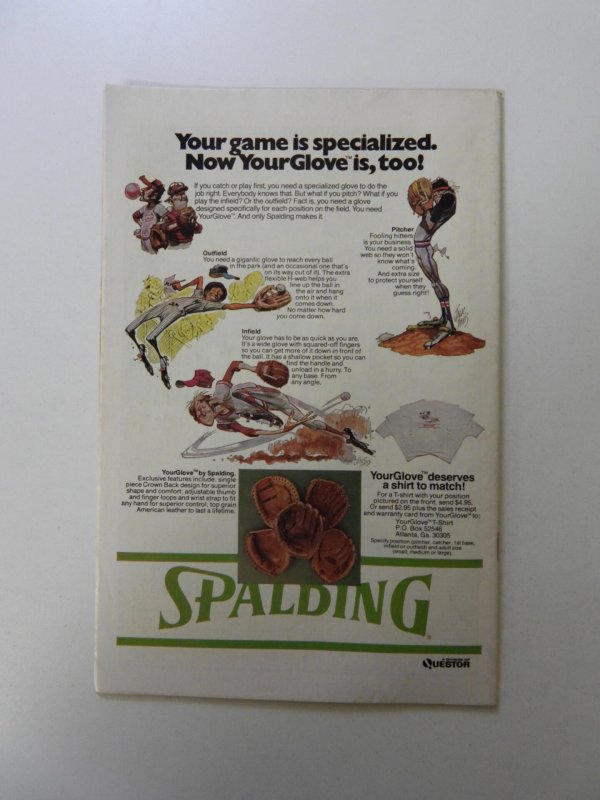 Your game is specialized.
Now YourGlove™ is, too!
If you catch or play first, you need a specialized glove to do the
job right. Everybody knows that. But what if you pitch? What if you
play the infield? Or the outfield? Fact is, you need a glove
designed specifically for each position on the field. You need
YourGlove™. And only Spalding makes it.
Pitcher
Fooling hitters
is your business.
You need a solid
web so they won't
know what's
coming.
And extra size
to protect yourself
when they
guess right!
Outfield
You need a gigantic glove to reach every ball
in the park (and an occasional one that's
on its way out of it). The extra
flexible H-web helps you
line up the ball in
the air and hang
onto it when it
comes down.
No matter how hard
you come down.
Infield
Your glove has to be as quick as you are.
It's a wide glove with squared-off fingers
so you can get more of it down in front of
the ball. It has a shallow pocket so you can
find the handle and
unload in a hurry. To
any base. From
any angle.
YourGlove™ by Spalding.
Exclusive features include: single
piece Crown Back design for superior
shape and comfort; adjustable thumb
and finger loops and wrist strap to fit
any hand for superior control; top grain
American leather to last a lifetime.
YourGlove™ deserves
a shirt to match!
For a T-shirt with your position
pictured on the front, send $4.95.
Or send $2.95 plus the sales receipt
and warranty card from YourGlove™ to:
YourGlove™ T-Shirt
P.O. Box 52546
Atlanta, Ga. 30305
Specify position (pitcher, catcher, 1st base,
infield or outfield) and adult size
(small, medium or large).
SPALDING®
A DIVISION OF
QUESTOR